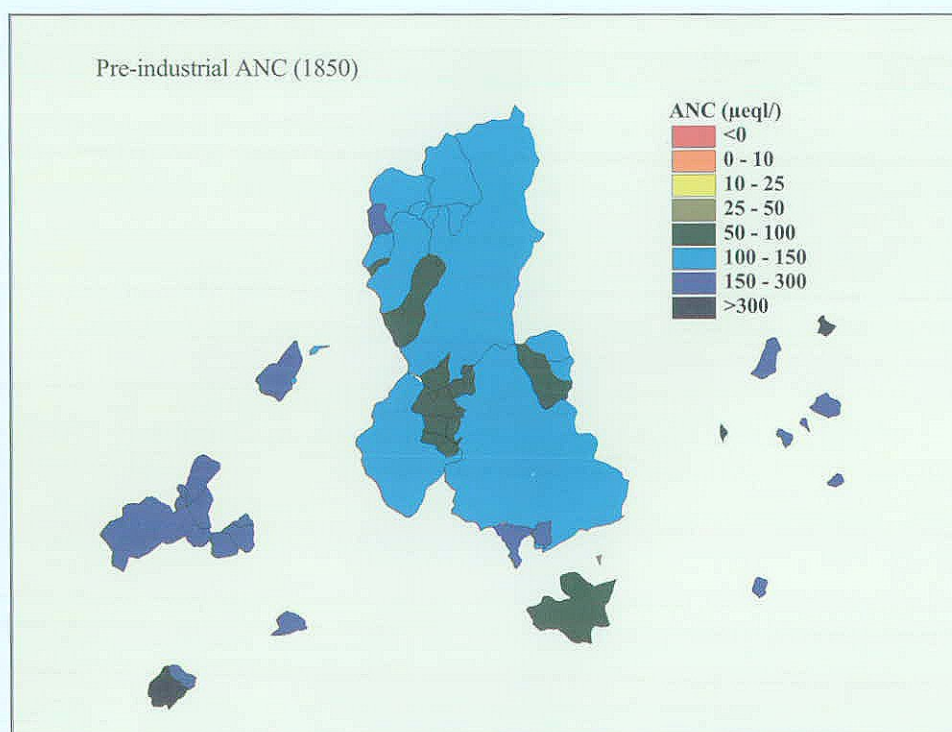 Pre-industrial ANC (1850)
ANC (µeql/)
<0
0 - 10
10 - 25
25 - 50
50 - 100
100 - 150
150 - 300
>300